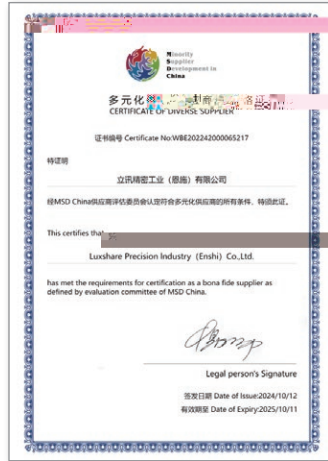 Minority
Supplier
Development in
China
多元化
CERTIFICATE OF DIVERSE SUPPLIER
证书编号 Certificate No:WBE202242000065217
特证明
立讯精密工业（恩施）有限公司
经MSD China供应商评估委员会认定符合多元化供应商的所有条件，特颁此证。
This certifies that
Luxshare Precision Industry (Enshi) Co.,Ltd.
has met the requirements for certification as a bona fide supplier as
defined by evaluation committee of MSD China.
Legal person's Signature
签发日期 Date of Issue:2024/10/12
有效期至 Date of Expiry:2025/10/11